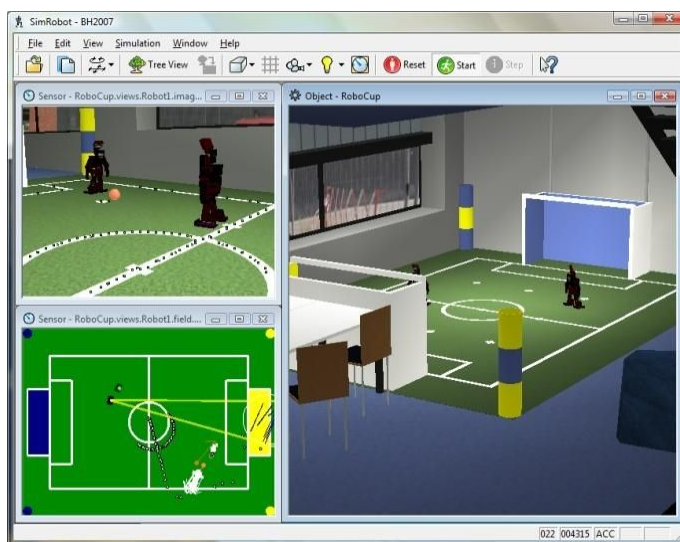 SimRobot - BH2007
File Edit View Simulation Window Help
Tree View Reset Start Step
Sensor - RoboCup.views.Robot1.imag...
Object - RoboCup
Sensor - RoboCup.views.Robot1.field....
022 004315 ACC